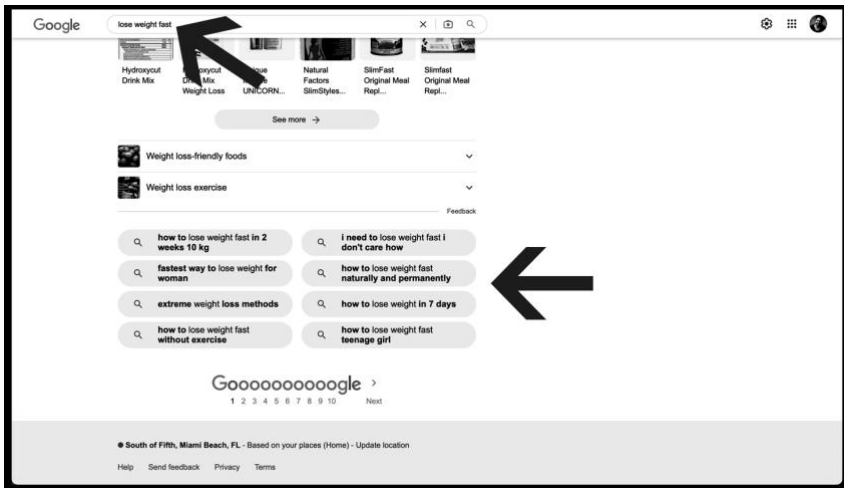 Google
lose weight fast
Hydroxycut
Drink Mix
Drink Mix
Weight Loss
UNICORN...
Natural
Factors
SlimStyles...
SlimFast
Original Meal
Repl...
Slimfast
Original Meal
Repl...
See more
Weight loss-friendly foods
Weight loss exercise
Feedback
how to lose weight fast in 2
weeks 10 kg
i need to lose weight fast i
don't care how
fastest way to lose weight for
woman
how to lose weight fast
naturally and permanently
extreme weight loss methods
how to lose weight in 7 days
how to lose weight fast
without exercise
how to lose weight fast
teenage girl
Goooooooooogle
1 2 3 4 5 6 7 8 9 10 Next
South of Fifth, Miami Beach, FL - Based on your places (Home) - Update location
Help Send feedback Privacy Terms